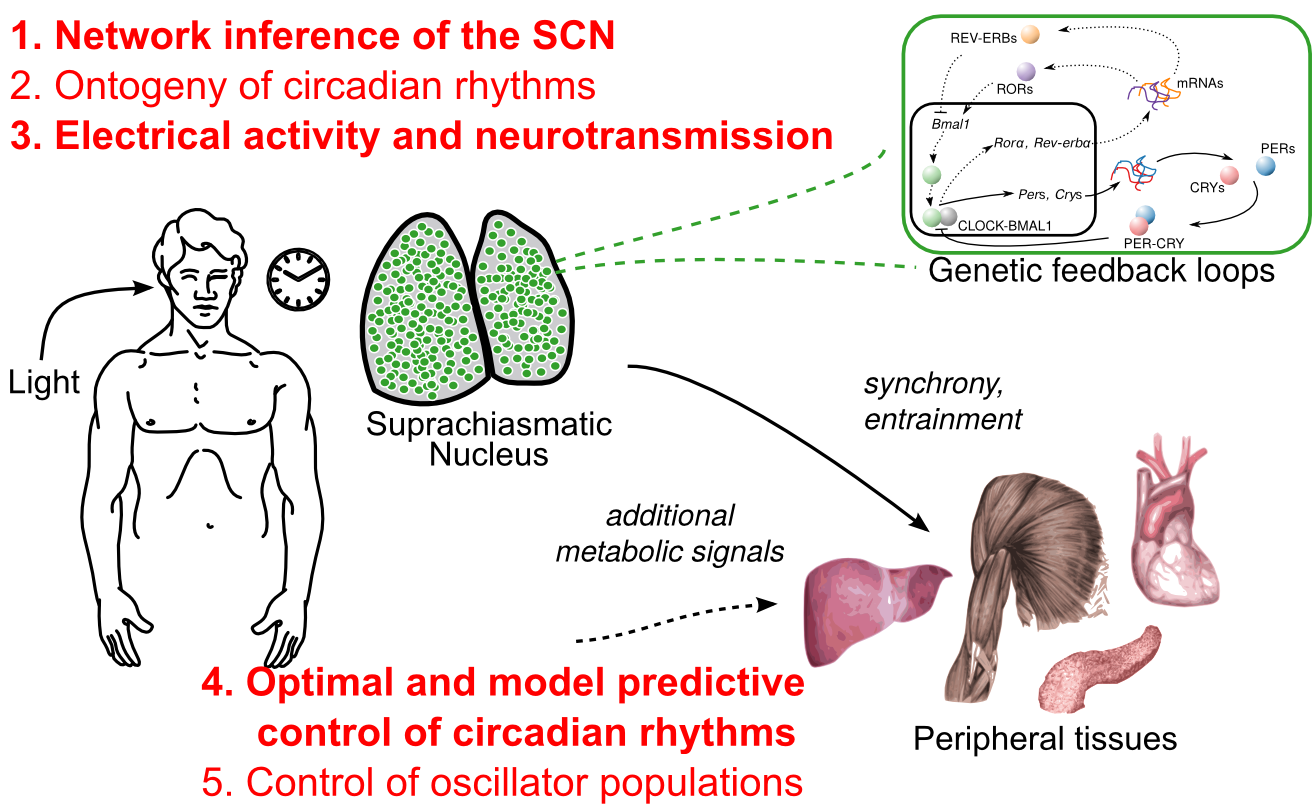 1. Network inference of the SCN
2. Ontogeny of circadian rhythms
3. Electrical activity and neurotransmission
REV-ERBs
RORs
mRNAs
Bmal1
Rorα, Rev-erbα
PERs
CRYs
Pers, Crys
CLOCK-BMAL1
PER-CRY
Genetic feedback loops
Light
Suprachiasmatic
Nucleus
synchrony,
entrainment
additional
metabolic signals
4. Optimal and model predictive
control of circadian rhythms
5. Control of oscillator populations
Peripheral tissues